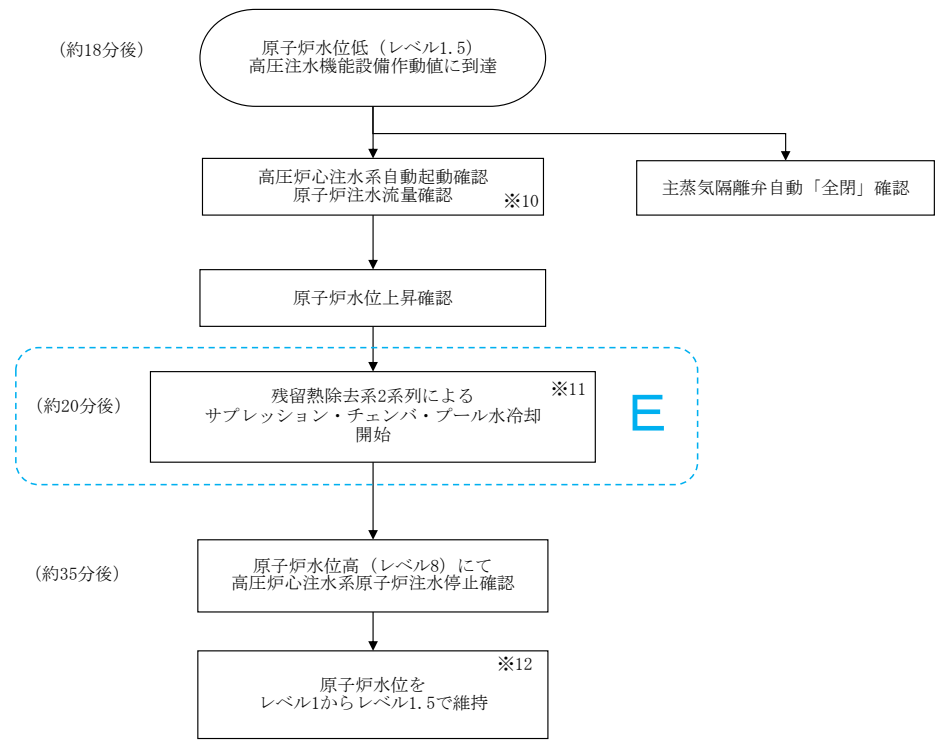 (約18分後)
原子炉水位低（レベル1.5）
高圧注水機能設備作動値に到達
高圧炉心注水系自動起動確認
原子炉注水流量確認
※10
主蒸気隔離弁自動「全閉」確認
原子炉水位上昇確認
(約20分後)
残留熱除去系2系列による
サプレッション・チェンバ・プール水冷却
開始
※11
E
(約35分後)
原子炉水位高（レベル8）にて
高圧炉心注水系原子炉注水停止確認
※12
原子炉水位を
レベル1からレベル1.5で維持